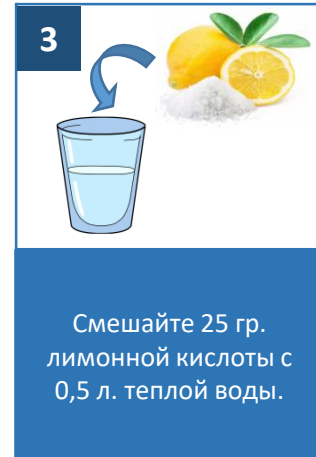 3
Смешайте 25 гр.
лимонной кислоты с
0,5 л. теплой воды.